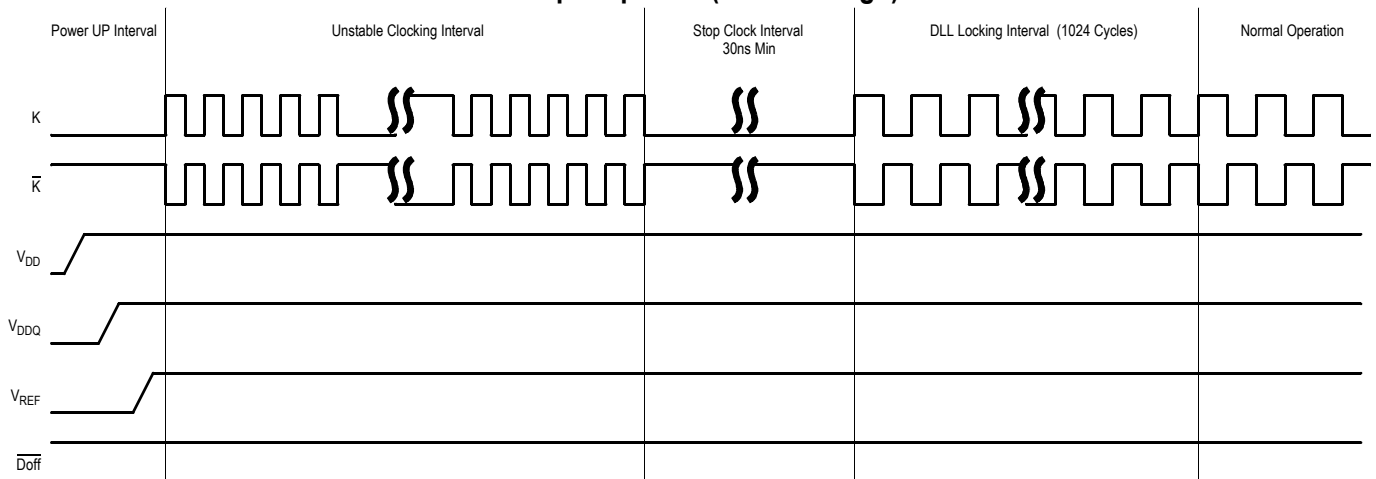 Power UP Interval
Unstable Clocking Interval
Stop Clock Interval
30ns Min
DLL Locking Interval (1024 Cycles)
Normal Operation
K
K̅
VDD
VDDQ
VREF
D̅o̅f̅f̅